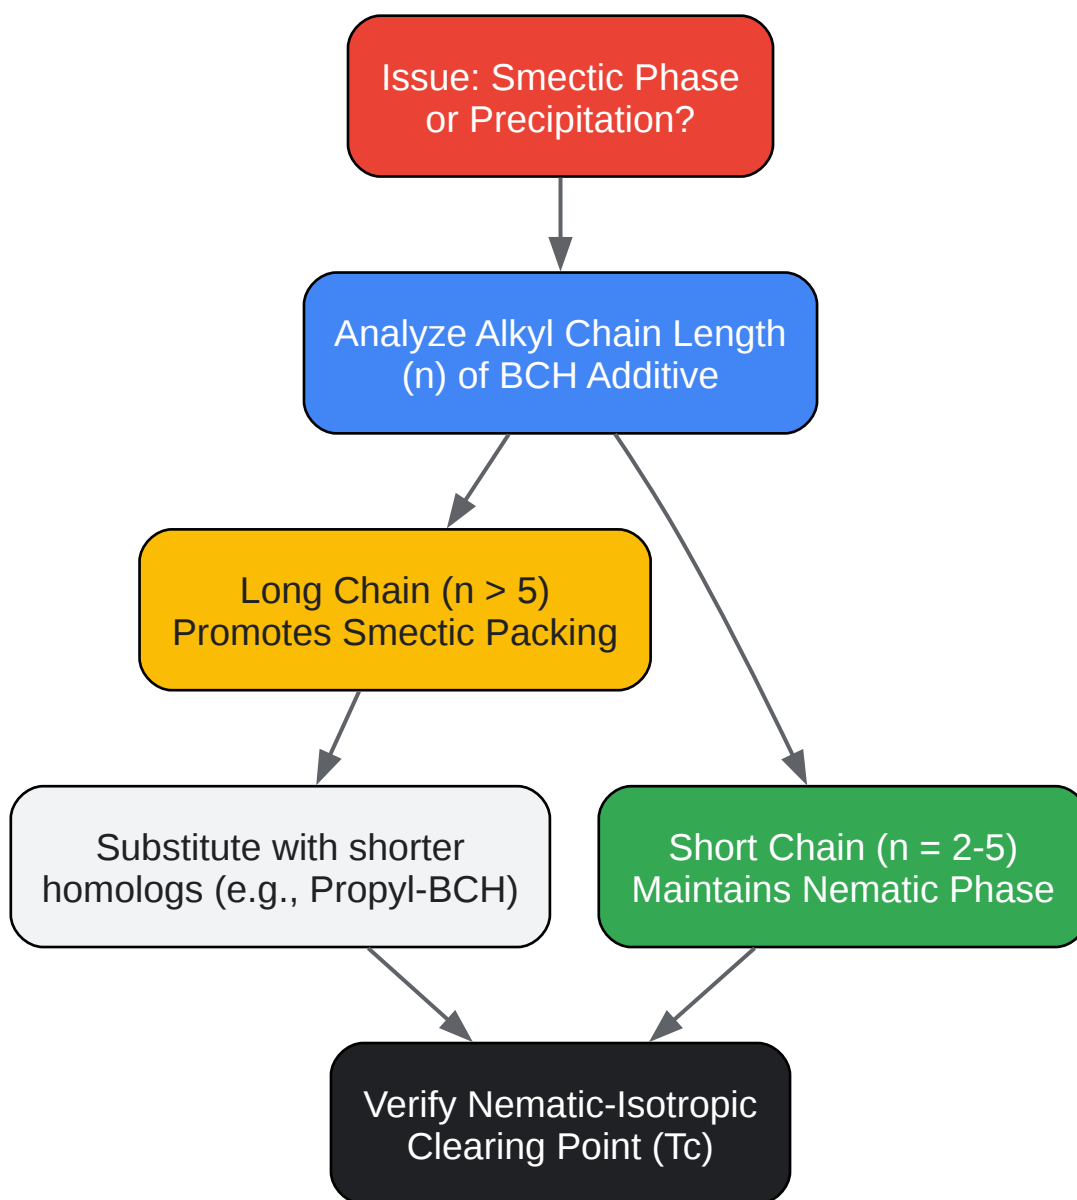 Issue: Smectic Phase
or Precipitation?
Analyze Alkyl Chain Length
(n) of BCH Additive
Long Chain (n > 5)
Promotes Smectic Packing
Substitute with shorter
homologs (e.g., Propyl-BCH)
Short Chain (n = 2-5)
Maintains Nematic Phase
Verify Nematic-Isotropic
Clearing Point (Tc)